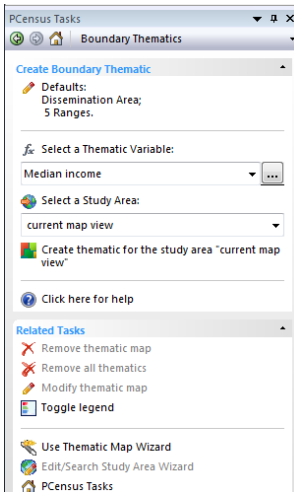 PCensus Tasks
Boundary Thematics
Create Boundary Thematic
Defaults:
Dissemination Area;
5 Ranges.
fx Select a Thematic Variable:
Median income
...
Select a Study Area:
current map view
Create thematic for the study area "current map
view"
Click here for help
Related Tasks
Remove thematic map
Remove all thematics
Modify thematic map
Toggle legend
Use Thematic Map Wizard
Edit/Search Study Area Wizard
PCensus Tasks